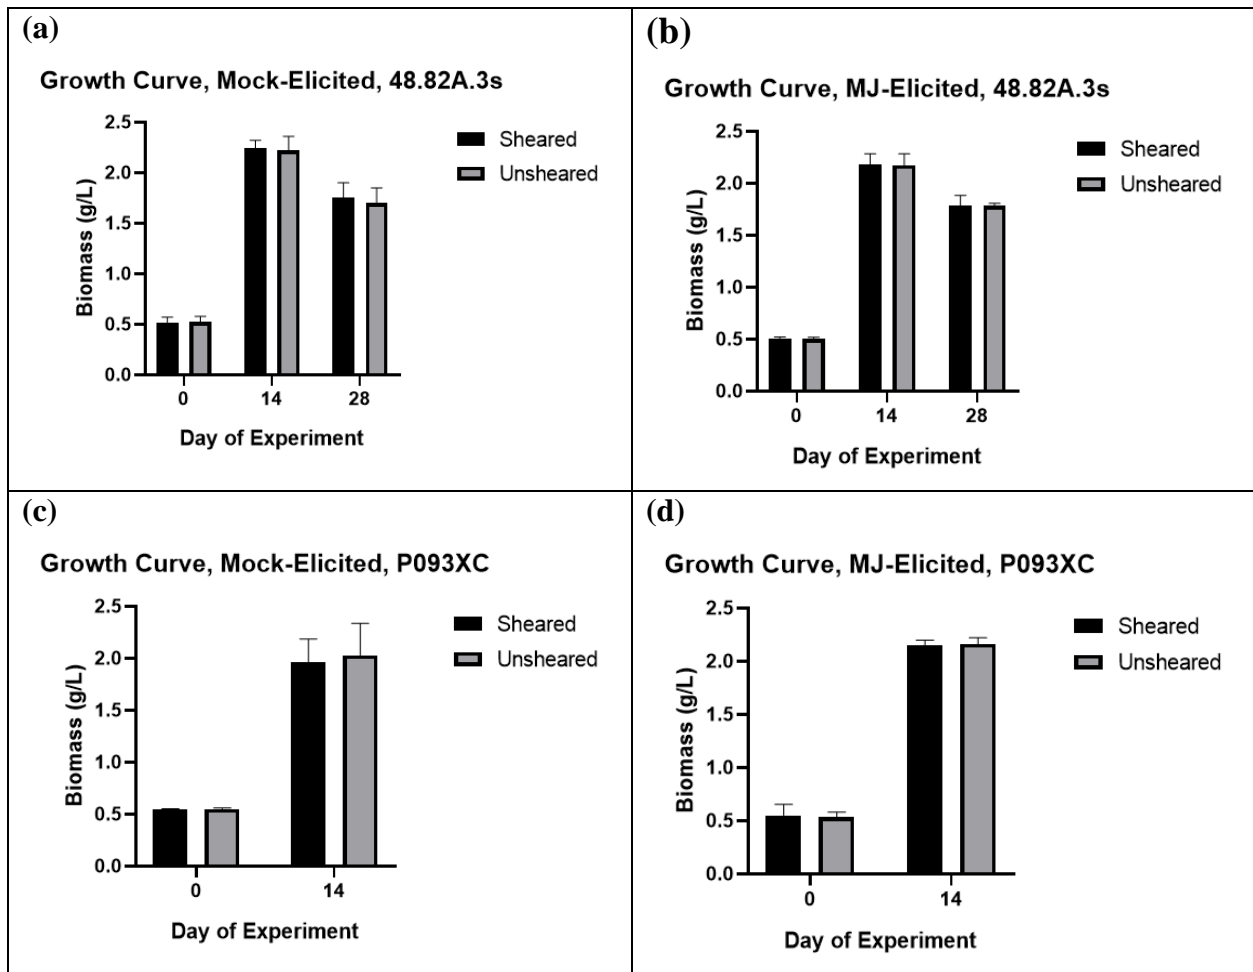 (a)
Growth Curve, Mock-Elicited, 48.82A.3s
2.5
2.0
1.5
1.0
0.5
0.0
Biomass (g/L)
0 14 28
Day of Experiment
Sheared
Unsheared
(b)
Growth Curve, MJ-Elicited, 48.82A.3s
2.5
2.0
1.5
1.0
0.5
0.0
Biomass (g/L)
0 14 28
Day of Experiment
Sheared
Unsheared
(c)
Growth Curve, Mock-Elicited, P093XC
2.5
2.0
1.5
1.0
0.5
0.0
Biomass (g/L)
0 14
Day of Experiment
Sheared
Unsheared
(d)
Growth Curve, MJ-Elicited, P093XC
2.5
2.0
1.5
1.0
0.5
0.0
Biomass (g/L)
0 14
Day of Experiment
Sheared
Unsheared